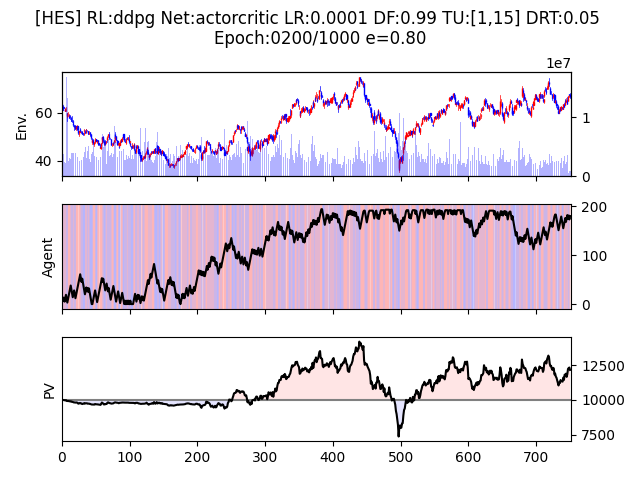 [HES] RL:ddpg Net:actorcritic LR:0.0001 DF:0.99 TU:[1,15] DRT:0.05
Epoch:0200/1000 e=0.80
1e7
Env.
60
40
1
0
Agent
200
100
0
PV
12500
10000
7500
0 100 200 300 400 500 600 700